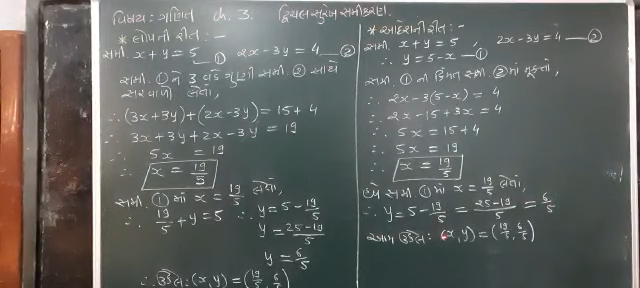 વિષય: ગણિત ch. 3. દ્વિચલ સુરેખ સમીકરણ.
* લોપની રીત :-
સમી. x + y = 5 —① 2x - 3y = 4 —②
સમી. ① ને 3 વડે ગુણી સમી. ② સાથે
સરવાળો લેતાં,
∴ (3x + 3y) + (2x - 3y) = 15 + 4
∴ 3x + 3y + 2x - 3y = 19
∴ 5x = 19
∴ x = 19/5
સમી. ① માં x = 19/5 લેતાં,
∴ 19/5 + y = 5 ∴ y = 5 - 19/5
y = 25-19/5
y = 6/5
∴ ઉકેલ: (x, y) = (19/5, 6/5)
* આદેશની રીત :-
સમી. x + y = 5 , 2x - 3y = 4 —②
∴ y = 5 - x —①
સમી. ① ની કિંમત સમી. ② માં મૂકતાં,
∴ 2x - 3(5 - x) = 4
∴ 2x - 15 + 3x = 4
∴ 5x = 15 + 4
∴ 5x = 19
∴ x = 19/5
હવે સમી. ① માં x = 19/5 લેતાં,
∴ y = 5 - 19/5 = 25-19/5 = 6/5
આમ ઉકેલ: (x, y) = (19/5, 6/5)